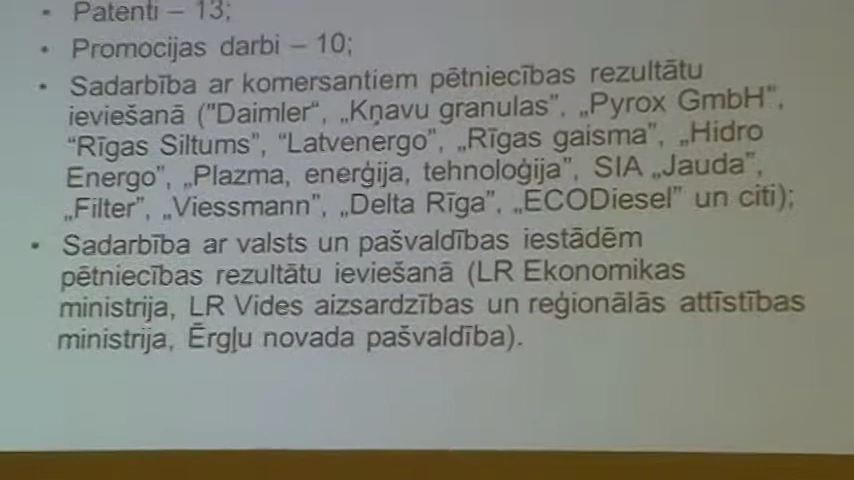 • Patenti – 13;
• Promocijas darbi – 10;
• Sadarbība ar komersantiem pētniecības rezultātu
ieviešanā ("Daimler“, „Kņavu granulas”, „Pyrox GmbH”,
“Rīgas Siltums”, “Latvenergo”, „Rīgas gaisma”, „Hidro
Energo”, „Plazma, enerģija, tehnoloģija”, SIA „Jauda”,
„Filter”, „Viessmann”, „Delta Rīga”, „ECODiesel” un citi);
• Sadarbība ar valsts un pašvaldības iestādēm
pētniecības rezultātu ieviešanā (LR Ekonomikas
ministrija, LR Vides aizsardzības un reģionālās attīstības
ministrija, Ērgļu novada pašvaldība).